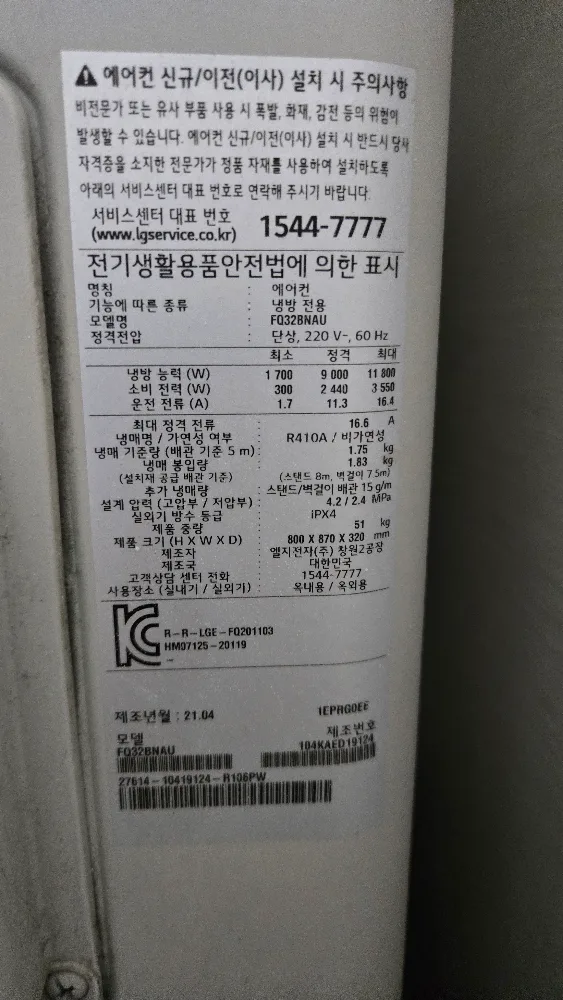 ⚠ 에어컨 신규/이전(이사) 설치 시 주의사항
비전문가 또는 유사 부품 사용 시 폭발, 화재, 감전 등의 위험이
발생할 수 있습니다. 에어컨 신규/이전(이사) 설치 시 반드시 당사
자격증을 소지한 전문가가 정품 자재를 사용하여 설치하도록
아래의 서비스센터 대표 번호로 연락해 주시기 바랍니다.
서비스센터 대표 번호
(www.lgservice.co.kr) 1544-7777
전기생활용품안전법에 의한 표시
명칭 : 에어컨
기능에 따른 종류 : 냉방 전용
모델명 : FQ32BNAU
정격전압 : 단상, 220 V~, 60 Hz
최소 정격 최대
냉방 능력 (W) 1 700 9 000 11 800
소비 전력 (W) 300 2 440 3 550
운전 전류 (A) 1.7 11.3 16.4
최대 정격 전류 : 16.6 A
냉매명 / 가연성 여부 : R410A / 비가연성
냉매 기준량 (배관 기준 5 m) : 1.75 kg
냉매 봉입량 : 1.83 kg
(설치재 공급 배관 기준) (스탠드 8m, 벽걸이 7.5m)
추가 냉매량 : 스탠드/벽걸이 배관 15 g/m
설계 압력 (고압부 / 저압부) : 4.2 / 2.4 MPa
실외기 방수 등급 : IPX4
제품 중량 : 51 kg
제품 크기 (H X W X D) : 800 X 870 X 320 mm
제조자 : 엘지전자(주) 창원2공장
제조국 : 대한민국
고객상담 센터 전화 : 1544-7777
사용장소 (실내기 / 실외기) : 옥내용 / 옥외용
R-R-LGE-FQ201103
HM07125-20119
제조년월 : 21.04 1EPRG0EE
모델 제조번호
FQ32BNAU 104KAED19124
27614-10419124-R106PW